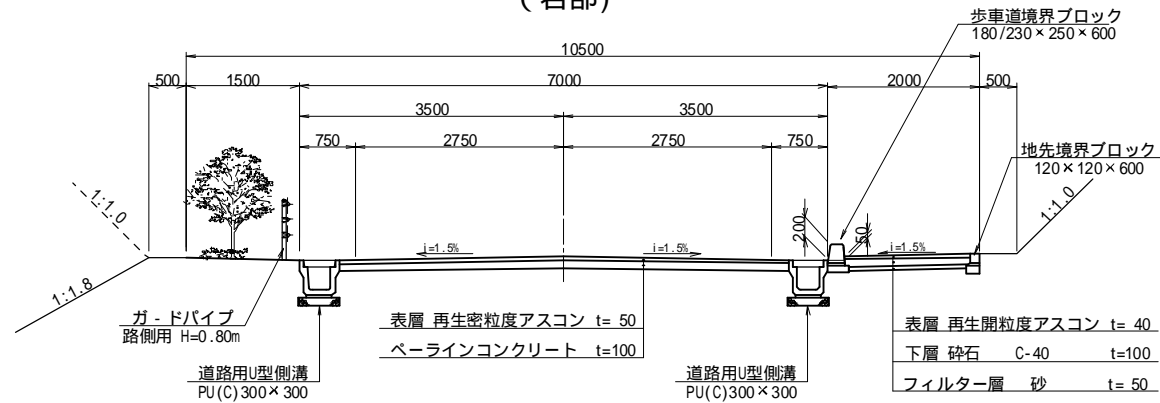 (岩部)
歩車道境界ブロック
180/230×250×600
10500
500
1500
7000
2000
500
3500
3500
750
2750
2750
750
地先境界ブロック
120×120×600
1:1.0
1:1.8
200
50
1:1.0
i=1.5%
i=1.5%
i=1.5%
ガ-ドパイプ
路側用 H=0.80m
表層 再生密粒度アスコン t= 50
ペーラインコンクリート t=100
表層 再生開粒度アスコン t= 40
下層 砕石 C-40 t=100
フィルター層 砂 t= 50
道路用U型側溝
PU(C)300×300
道路用U型側溝
PU(C)300×300